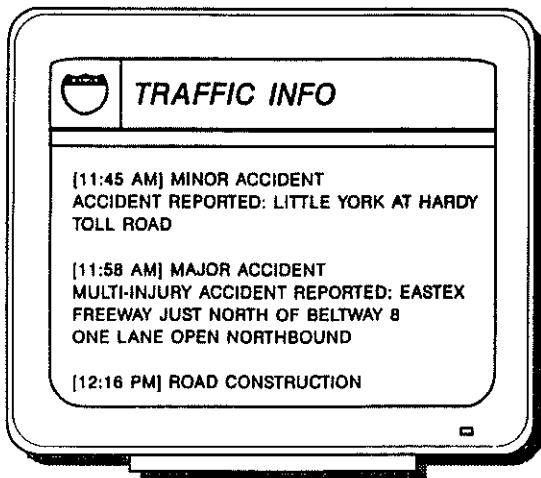 TRAFFIC INFO
[11:45 AM] MINOR ACCIDENT
ACCIDENT REPORTED: LITTLE YORK AT HARDY
TOLL ROAD
[11:58 AM] MAJOR ACCIDENT
MULTI-INJURY ACCIDENT REPORTED: EASTEX
FREEWAY JUST NORTH OF BELTWAY 8
ONE LANE OPEN NORTHBOUND
[12:16 PM] ROAD CONSTRUCTION